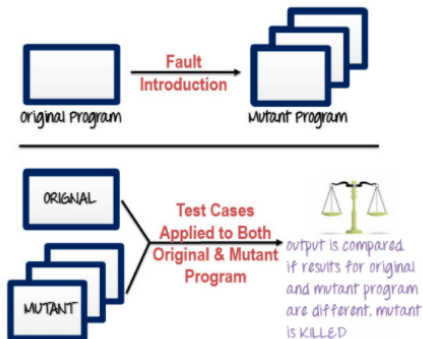 Fault
Introduction
Original Program
Mutant Program
ORIGNAL
MUTANT
Test Cases
Applied to Both
Original & Mutant
Program
output is compared.
if results for original
and mutant program
are different, mutant
is KILLED